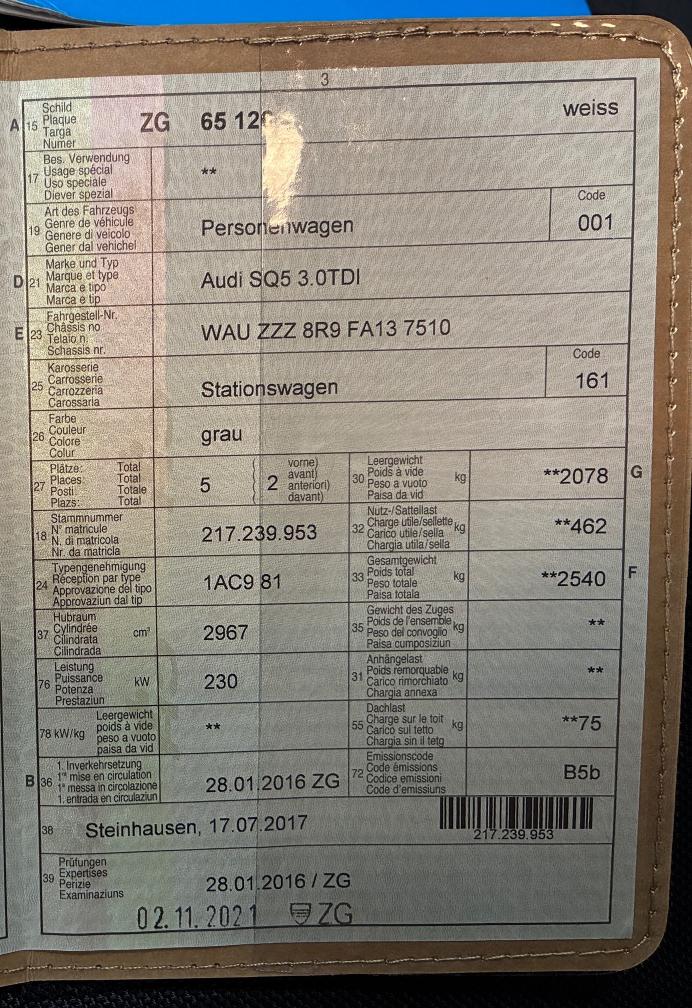 3
A 15 Schild
Plaque
Targa
Numer
ZG 65 12
weiss
17 Bes. Verwendung
Usage spécial
Uso speciale
Diever spezial
**
19 Art des Fahrzeugs
Genre de véhicule
Genere di veicolo
Gener dal vehichel
Personenwagen
Code
001
D 21 Marke und Typ
Marque et type
Marca e tipo
Marca e tip
Audi SQ5 3.0TDI
E 23 Fahrgestell-Nr.
Châssis no
Telaio n.
Schassis nr.
WAU ZZZ 8R9 FA13 7510
25 Karosserie
Carrosserie
Carrozzeria
Carossaria
Stationswagen
Code
161
26 Farbe
Couleur
Colore
Colur
grau
27 Plätze: Total
Places: Total
Posti: Totale
Plazs: Total
5
2
vorne)
avant)
anteriori)
davant)
30 Leergewicht
Poids à vide
Peso a vuoto
Paisa da vid
kg
**2078
G
18 Stammnummer
N° matricule
N. di matricola
Nr. da matricla
217.239.953
32 Nutz-/Sattellast
Charge utile/sellette
Carico utile/sella
Chargia utila/sella
kg
**462
24 Typengenehmigung
Réception par type
Approvazione del tipo
Approvaziun dal tip
1AC9 81
33 Gesamtgewicht
Poids total
Peso totale
Paisa totala
kg
**2540
F
37 Hubraum
Cylindrée
Cilindrata
Cilindrada
cm³
2967
35 Gewicht des Zuges
Poids de l'ensemble
Peso del convoglio
Paisa cumposiziun
kg
**
76 Leistung
Puissance
Potenza
Prestaziun
kW
230
31 Anhängelast
Poids remorquable
Carico rimorchiato
Chargia annexa
kg
**
78 kW/kg
Leergewicht
poids à vide
peso a vuoto
paisa da vid
**
55 Dachlast
Charge sur le toit
Carico sul tetto
Chargia sin il tetg
kg
**75
B 36 1. Inverkehrsetzung
1re mise en circulation
1a messa in circolazione
1. entrada en circulaziun
28.01.2016 ZG
72 Emissionscode
Code émissions
Codice emissioni
Code d'emissiuns
B5b
38 Steinhausen, 17.07.2017
217.239.953
39 Prüfungen
Expertises
Perizie
Examinaziuns
28.01.2016 / ZG
02.11.2021 ZG